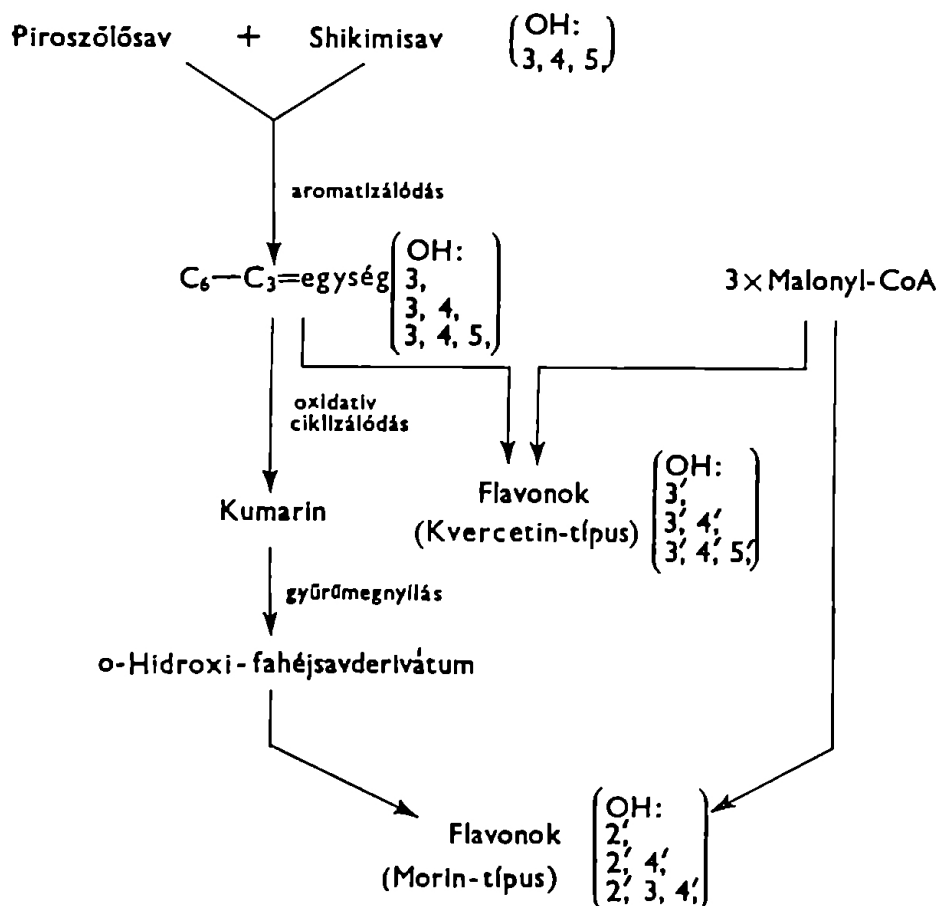 Piroszőlősav + Shikimisav (OH:
3, 4, 5,)
aromatizálódás
C₆—C₃=egység (OH:
3,
3, 4,
3, 4, 5,)
3×Malonyl-CoA
oxidatív
ciklizálódás
Kumarin
Flavonok
(Kvercetin-típus)
(OH:
3′,
3′, 4′,
3′, 4′, 5′,)
gyűrűmegnyílás
o-Hidroxi-fahéjsavderivátum
Flavonok
(Morin-típus)
(OH:
2′,
2′, 4′,
2′, 3, 4′,)